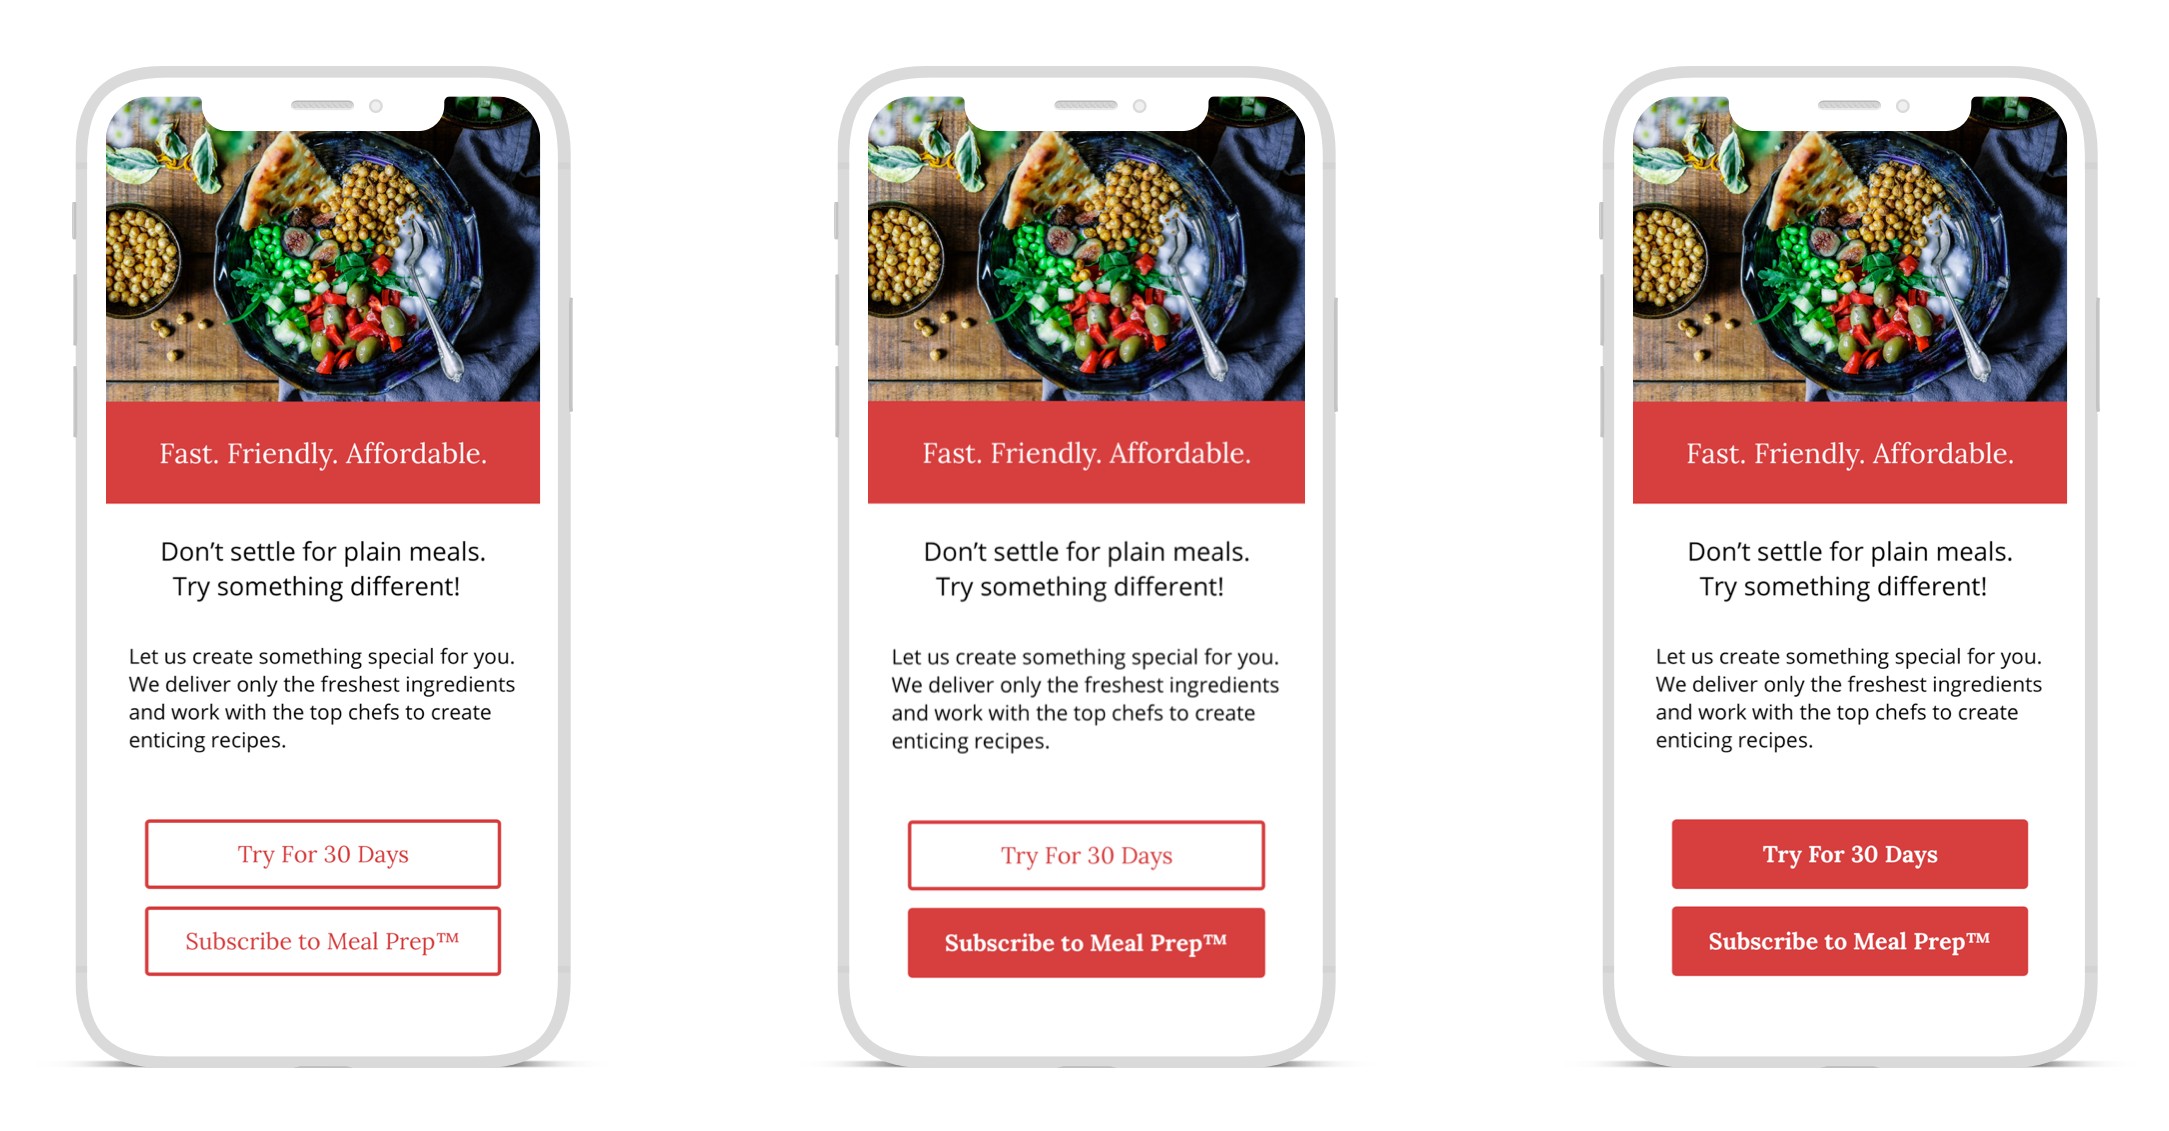 Fast. Friendly. Affordable.
Don’t settle for plain meals.
Try something different!
Let us create something special for you.
We deliver only the freshest ingredients
and work with the top chefs to create
enticing recipes.
Try For 30 Days
Subscribe to Meal Prep™
Fast. Friendly. Affordable.
Don’t settle for plain meals.
Try something different!
Let us create something special for you.
We deliver only the freshest ingredients
and work with the top chefs to create
enticing recipes.
Try For 30 Days
Subscribe to Meal Prep™
Fast. Friendly. Affordable.
Don’t settle for plain meals.
Try something different!
Let us create something special for you.
We deliver only the freshest ingredients
and work with the top chefs to create
enticing recipes.
Try For 30 Days
Subscribe to Meal Prep™